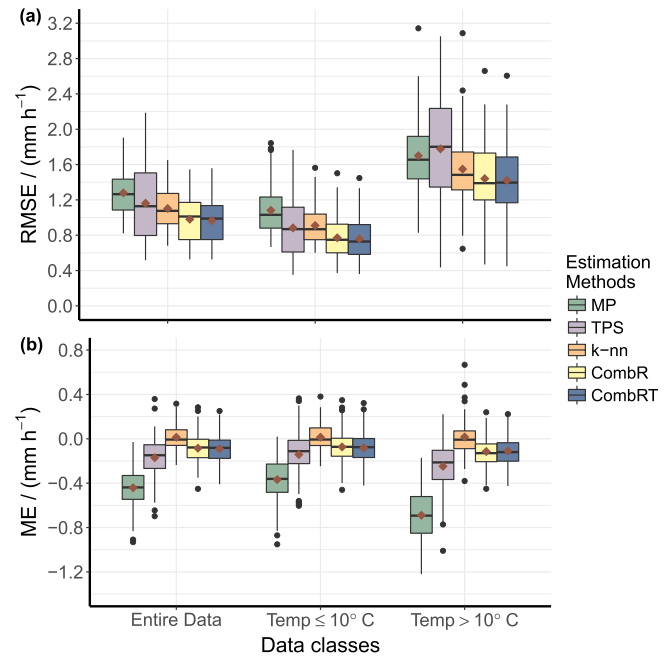 (a)
RMSE / (mm h⁻¹)
3.2
2.8
2.4
2.0
1.6
1.2
0.8
0.4
0.0
(b)
ME / (mm h⁻¹)
0.8
0.4
0.0
−0.4
−0.8
−1.2
Entire Data
Temp ≤ 10° C
Temp > 10° C
Data classes
Estimation
Methods
MP
TPS
k−nn
CombR
CombRT